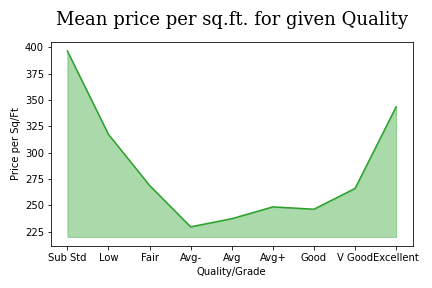 Mean price per sq.ft. for given Quality
400
375
350
325
300
275
250
225
Price per Sq/Ft
Sub Std Low Fair Avg- Avg Avg+ Good V Good Excellent
Quality/Grade